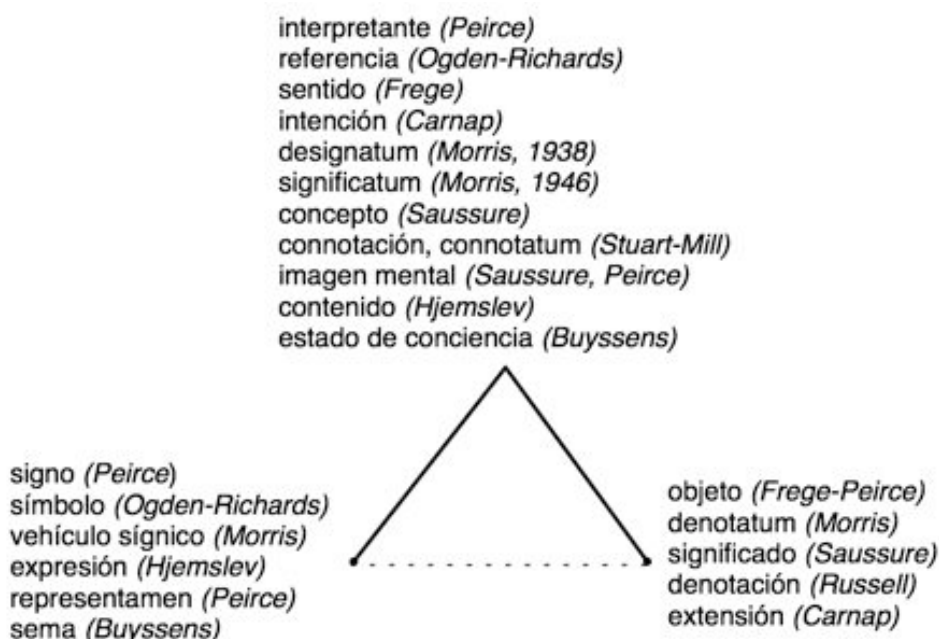 interpretante (Peirce)
referencia (Ogden-Richards)
sentido (Frege)
intención (Carnap)
designatum (Morris, 1938)
significatum (Morris, 1946)
concepto (Saussure)
connotación, connotatum (Stuart-Mill)
imagen mental (Saussure, Peirce)
contenido (Hjemslev)
estado de conciencia (Buyssens)
signo (Peirce)
símbolo (Ogden-Richards)
vehículo sígnico (Morris)
expresión (Hjemslev)
representamen (Peirce)
sema (Buyssens)
objeto (Frege-Peirce)
denotatum (Morris)
significado (Saussure)
denotación (Russell)
extensión (Carnap)